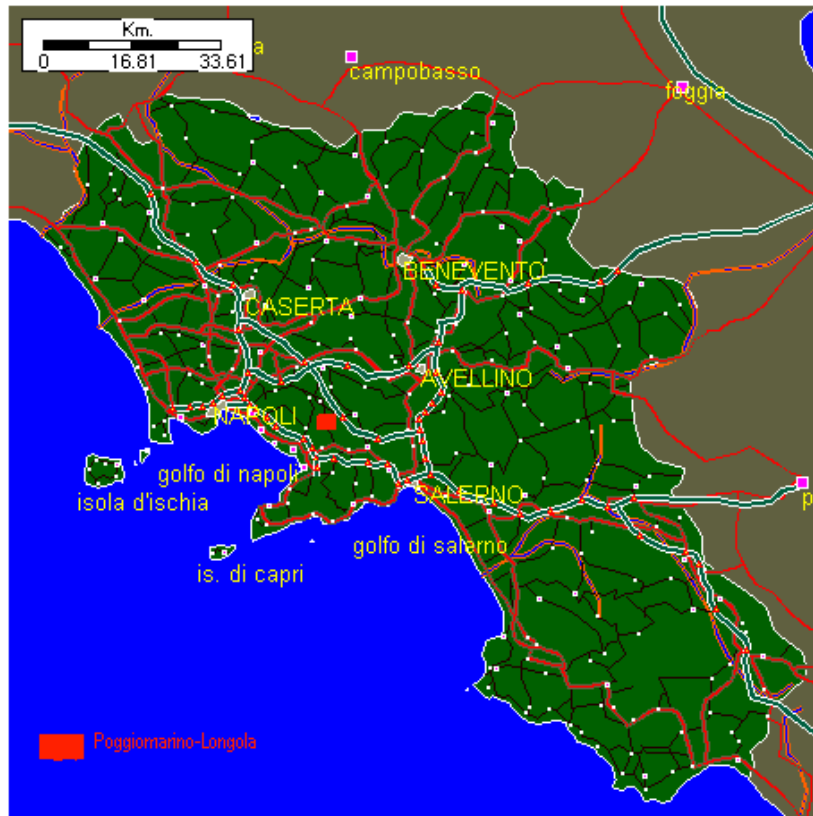 Km.
0 16.81 33.61
a
campobasso
foggia
BENEVENTO
CASERTA
AVELLINO
NAPOLI
golfo di napoli
isola d'ischia
SALERNO
p
golfo di salerno
is. di capri
Poggiomarino-Longola